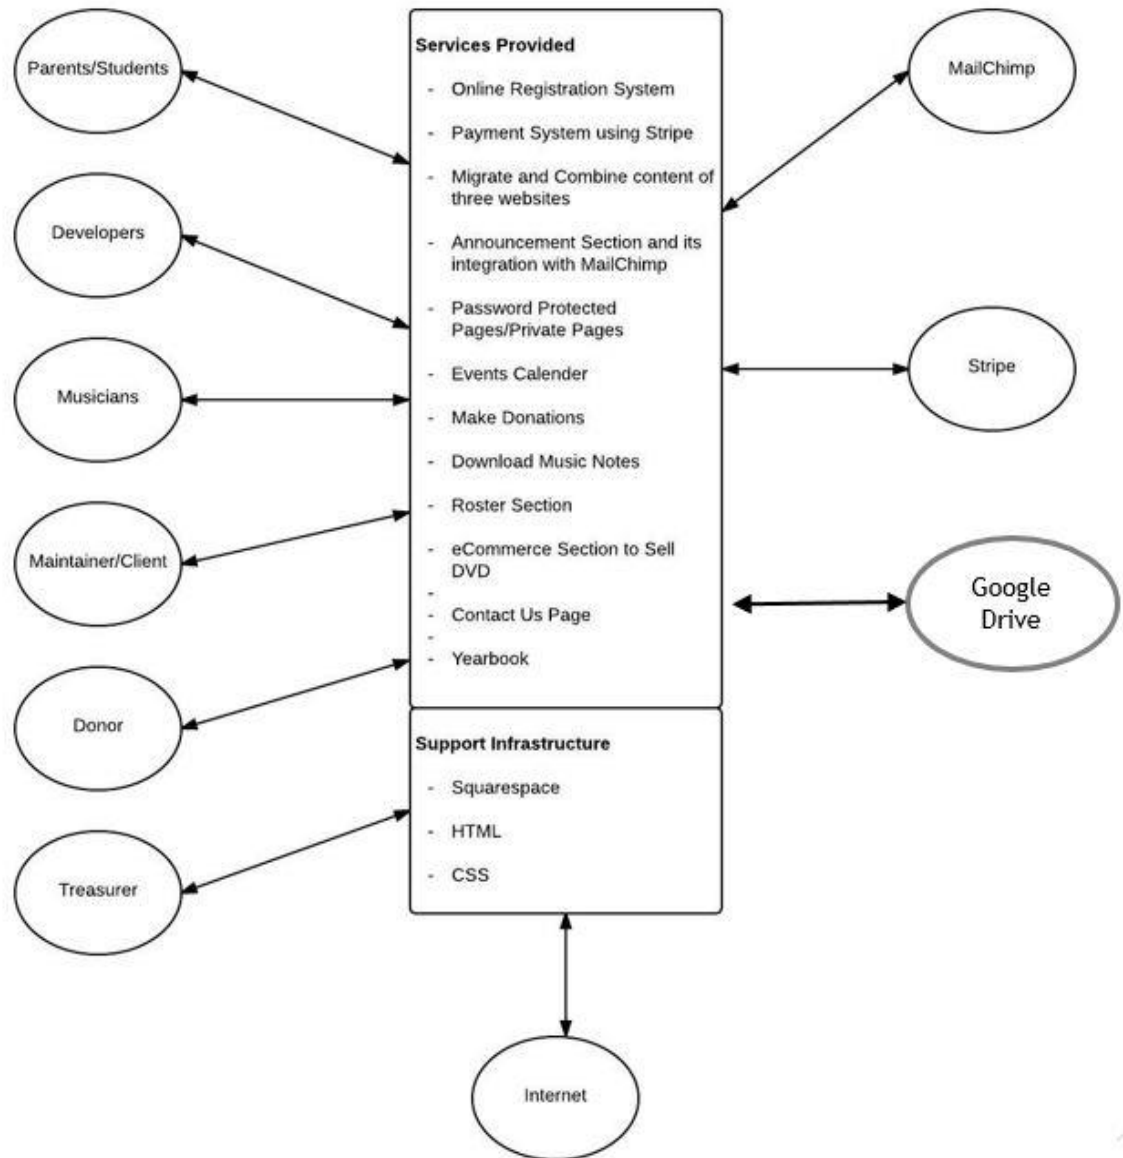 Parents/Students
Developers
Musicians
Maintainer/Client
Donor
Treasurer
Services Provided
- Online Registration System
- Payment System using Stripe
- Migrate and Combine content of
three websites
- Announcement Section and its
integration with MailChimp
- Password Protected
Pages/Private Pages
- Events Calender
- Make Donations
- Download Music Notes
- Roster Section
- eCommerce Section to Sell
DVD
-
- Contact Us Page
-
- Yearbook
Support Infrastructure
- Squarespace
- HTML
- CSS
MailChimp
Stripe
Google
Drive
Internet